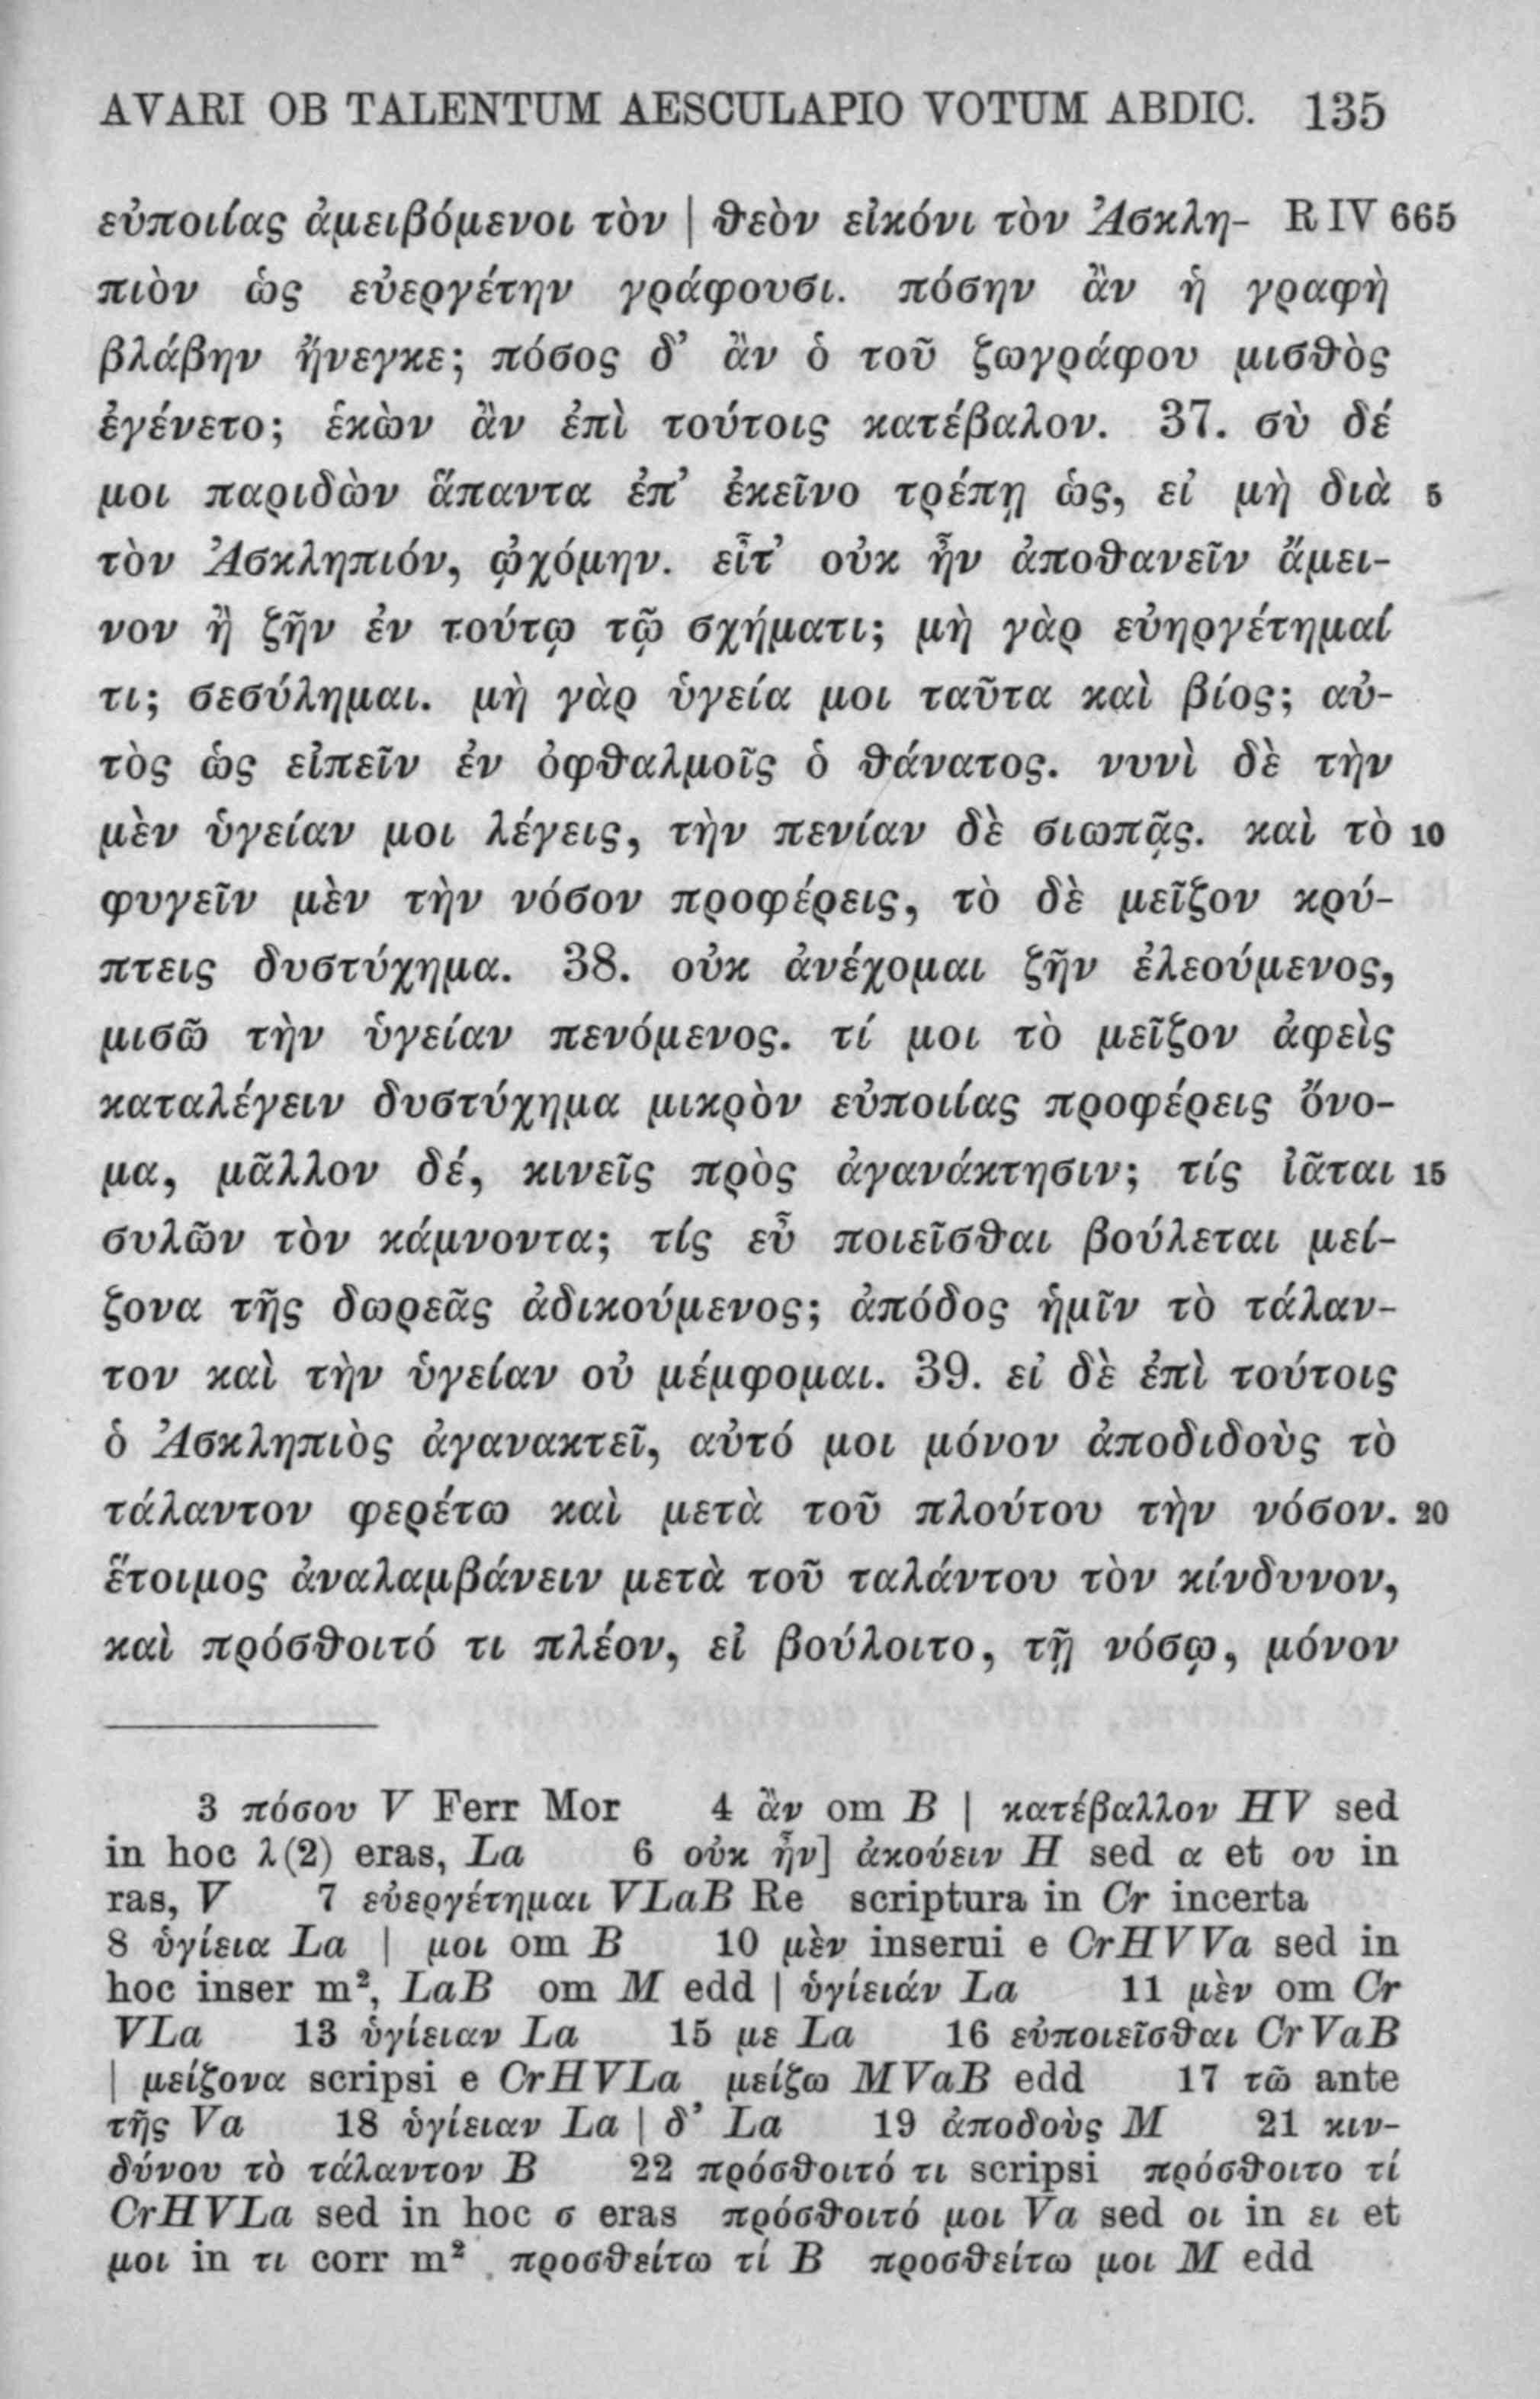 AVARI OB TALENTUM AESCULAPIO VOTUM ABDIC. 135
εὐποιίας ἀμειβόμενοι τὸν | θεὸν εἰκόνι τὸν Ἀσκλη- R IV 665
πιὸν ὡς εὐεργέτην γράφουσι. πόσην ἂν ἡ γραφὴ
βλάβην ἤνεγκε; πόσος δ’ ἂν ὁ τοῦ ζωγράφου μισθὸς
ἐγένετο; ἑκὼν ἂν ἐπὶ τούτοις κατέβαλον. 37. σὺ δέ
μοι παριδὼν ἅπαντα ἐπ’ ἐκεῖνο τρέπῃ ὡς, εἰ μὴ διὰ 5
τὸν Ἀσκληπιόν, ᾠχόμην. εἶτ’ οὐκ ἦν ἀποθανεῖν ἄμει-
νον ἢ ζῆν ἐν τούτῳ τῷ σχήματι; μὴ γὰρ εὐηργέτημαί
τι; σεσύλημαι. μὴ γὰρ ὑγεία μοι ταῦτα καὶ βίος; αὐ-
τὸς ὡς εἰπεῖν ἐν ὀφθαλμοῖς ὁ θάνατος. νυνὶ δὲ τὴν
μὲν ὑγείαν μοι λέγεις, τὴν πενίαν δὲ σιωπᾷς. καὶ τὸ 10
φυγεῖν μὲν τὴν νόσον προφέρεις, τὸ δὲ μεῖζον κρύ-
πτεις δυστύχημα. 38. οὐκ ἀνέχομαι ζῆν ἐλεούμενος,
μισῶ τὴν ὑγείαν πενόμενος. τί μοι τὸ μεῖζον ἀφεὶς
καταλέγειν δυστύχημα μικρὸν εὐποιίας προφέρεις ὄνο-
μα, μᾶλλον δέ, κινεῖς πρὸς ἀγανάκτησιν; τίς ἰᾶται 15
συλῶν τὸν κάμνοντα; τίς εὖ ποιεῖσθαι βούλεται μεί-
ζονα τῆς δωρεᾶς ἀδικούμενος; ἀπόδος ἡμῖν τὸ τάλαν-
τον καὶ τὴν ὑγείαν οὐ μέμφομαι. 39. εἰ δὲ ἐπὶ τούτοις
ὁ Ἀσκληπιὸς ἀγανακτεῖ, αὐτό μοι μόνον ἀποδιδοὺς τὸ
τάλαντον φερέτω καὶ μετὰ τοῦ πλούτου τὴν νόσον. 20
ἕτοιμος ἀναλαμβάνειν μετὰ τοῦ ταλάντου τὸν κίνδυνον,
καὶ πρόσθοιτό τι πλέον, εἰ βούλοιτο, τῇ νόσῳ, μόνον
3 πόσου V Ferr Mor 4 ἂν om B | κατέβαλλον HV sed
in hoc λ(2) eras, La 6 οὐκ ἦν] ἀκούειν H sed α et ου in
ras, V 7 εὐεργέτημαι VLaB Re scriptura in Cr incerta
8 ὑγίεια La | μοι om B 10 μὲν inserui e CrHVVa sed in
hoc inser m², LaB om M edd | ὑγίειάν La 11 μὲν om Cr
VLa 13 ὑγίειαν La 15 με La 16 εὐποιεῖσθαι CrVaB
| μείζονα scripsi e CrHVLa μείζω MVaB edd 17 τῶ ante
τῆς Va 18 ὑγίειαν La | δ’ La 19 ἀποδοὺς M 21 κιν-
δύνου τὸ τάλαντον B 22 πρόσθοιτό τι scripsi πρόσθοιτο τί
CrHVLa sed in hoc σ eras πρόσθοιτό μοι Va sed οι in ει et
μοι in τι corr m² προσθείτω τί B προσθείτω μοι M edd